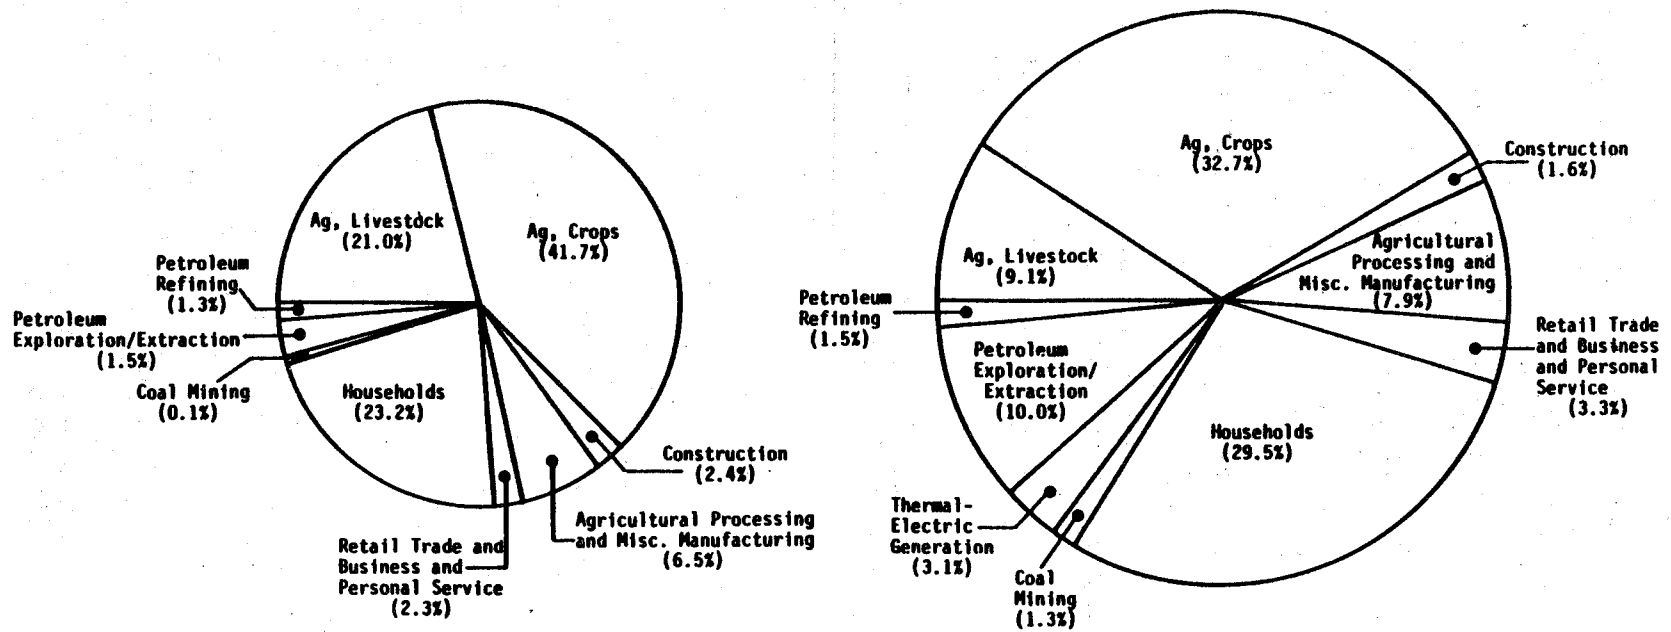 Ag, Livestock
(21.0%)
Ag, Crops
(41.7%)
Petroleum
Refining
(1.3%)
Petroleum
Exploration/Extraction
(1.5%)
Coal Mining
(0.1%)
Households
(23.2%)
Construction
(2.4%)
Agricultural Processing
and Misc. Manufacturing
(6.5%)
Retail Trade and
Business and
Personal Service
(2.3%)
Ag, Crops
(32.7%)
Construction
(1.6%)
Agricultural
Processing and
Misc. Manufacturing
(7.9%)
Ag, Livestock
(9.1%)
Petroleum
Refining
(1.5%)
Retail Trade
and Business
and Personal
Service
(3.3%)
Petroleum
Exploration/
Extraction
(10.0%)
Households
(29.5%)
Thermal-
Electric
Generation
(3.1%)
Coal
Mining
(1.3%)